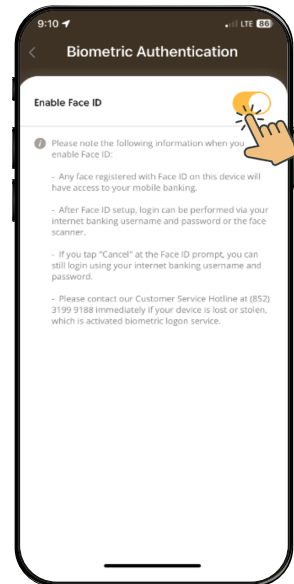 9:10 LTE 86
Biometric Authentication
Enable Face ID
Please note the following information when you
enable Face ID:
- Any face registered with Face ID on this device will
have access to your mobile banking.
- After Face ID setup, login can be performed via your
internet banking username and password or the face
scanner.
- If you tap "Cancel" at the Face ID prompt, you can
still login using your internet banking username and
password.
- Please contact our Customer Service Hotline at (852)
3199 9188 immediately if your device is lost or stolen,
which is activated biometric logon service.